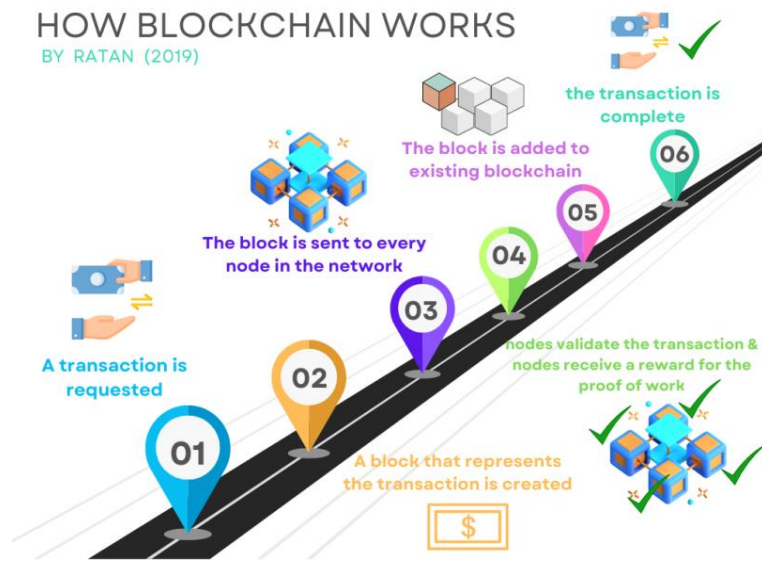 HOW BLOCKCHAIN WORKS
BY RATAN (2019)
01
A transaction is
requested
02
A block that represents
the transaction is created
$
03
The block is sent to every
node in the network
04
nodes validate the transaction &
nodes receive a reward for the
proof of work
05
The block is added to
existing blockchain
06
the transaction is
complete